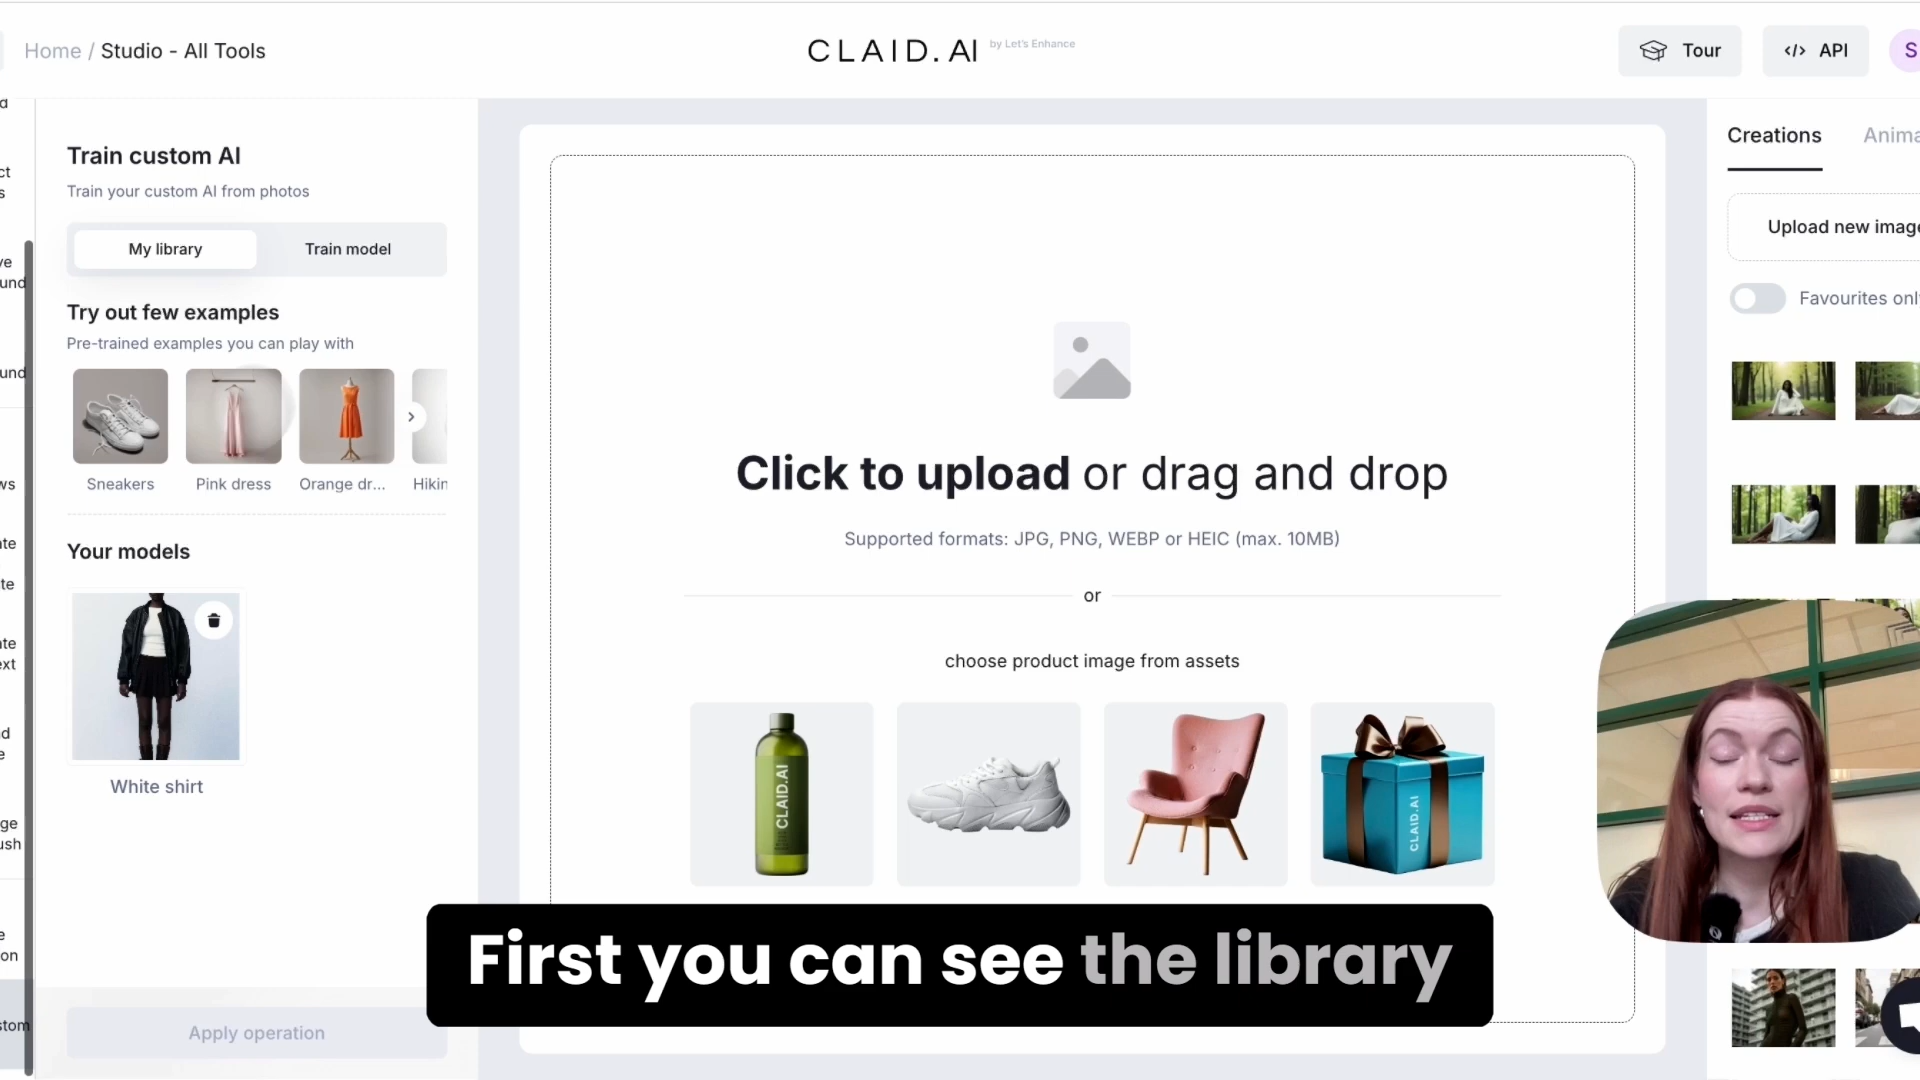 Home / Studio - All Tools
CLAID.AI by Let's Enhance
Tour
API
S
Train custom AI
Train your custom AI from photos
My library
Train model
Try out few examples
Pre-trained examples you can play with
Sneakers
Pink dress
Orange dr...
Hikin
Your models
White shirt
Apply operation
Click to upload or drag and drop
Supported formats: JPG, PNG, WEBP or HEIC (max. 10MB)
or
choose product image from assets
CLAID.AI
CLAID.AI
First you can see the library
Creations
Anima
Upload new image
Favourites only